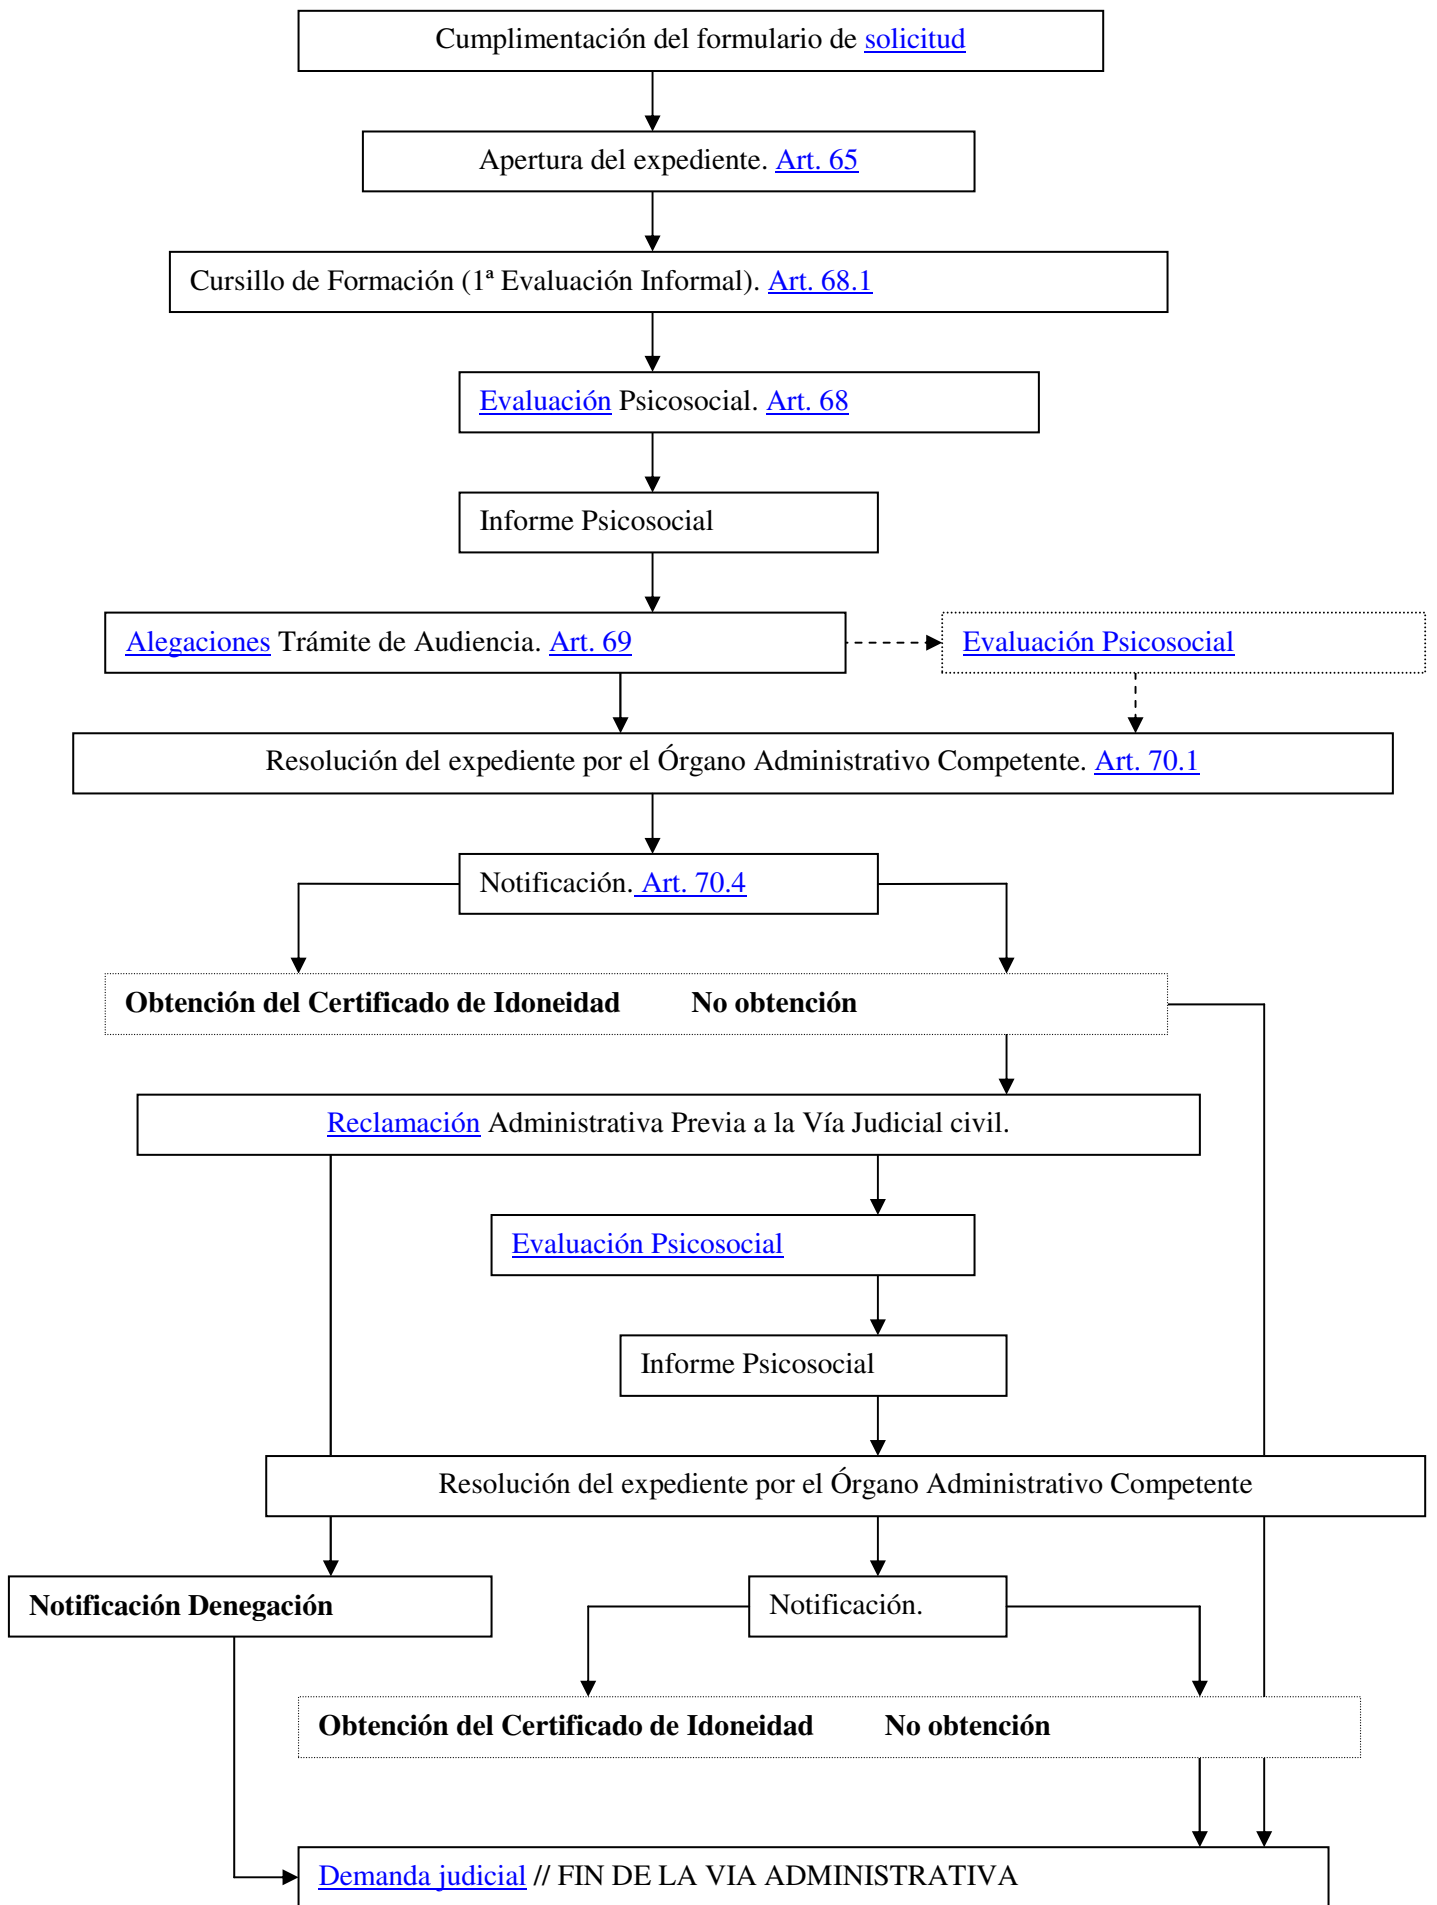 Cumplimentación del formulario de solicitud
Apertura del expediente. Art. 65
Cursillo de Formación (1ª Evaluación Informal). Art. 68.1
Evaluación Psicosocial. Art. 68
Informe Psicosocial
Alegaciones Trámite de Audiencia. Art. 69
Evaluación Psicosocial
Resolución del expediente por el Órgano Administrativo Competente. Art. 70.1
Notificación. Art. 70.4
Obtención del Certificado de Idoneidad No obtención
Reclamación Administrativa Previa a la Vía Judicial civil.
Evaluación Psicosocial
Informe Psicosocial
Resolución del expediente por el Órgano Administrativo Competente
Notificación Denegación
Notificación.
Obtención del Certificado de Idoneidad No obtención
Demanda judicial // FIN DE LA VIA ADMINISTRATIVA